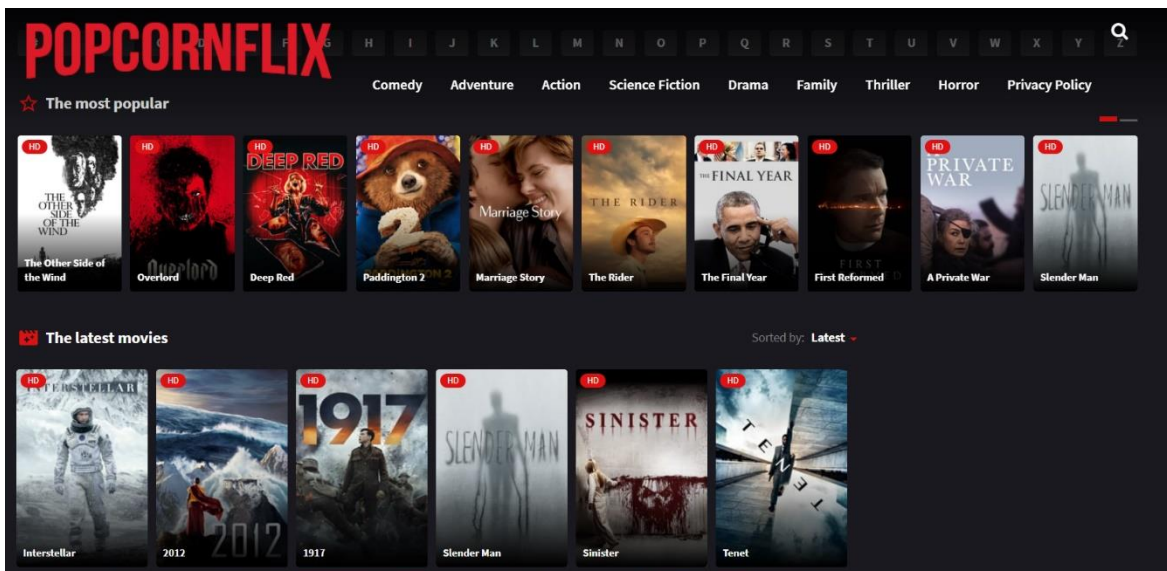 POPCORNFLIX
D F G H I J K L M N O P Q R S T U V W X Y Z
Comedy Adventure Action Science Fiction Drama Family Thriller Horror Privacy Policy
The most popular
HD HD HD HD HD HD HD HD HD HD
THE
OTHER
SIDE
OF THE
WIND
The Other Side of
the Wind
Overlord
Overlord
DEEP RED
Deep Red
PADDINGTON 2
Paddington 2
Marriage Story
Marriage Story
THE RIDER
The Rider
THE FINAL YEAR
The Final Year
FIRST
REFORMED
First Reformed
A
PRIVATE
WAR
A Private War
SLENDER MAN
Slender Man
The latest movies
Sorted by: Latest
HD HD HD HD HD HD
INTERSTELLAR
Interstellar
2012
2012
1917
1917
SLENDER MAN
Slender Man
SINISTER
Sinister
TENET
Tenet